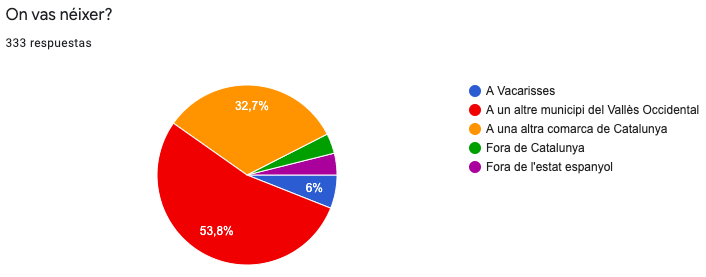 On vas néixer?
333 respuestas
A Vacarisses
A un altre municipi del Vallès Occidental
A una altra comarca de Catalunya
Fora de Catalunya
Fora de l'estat espanyol
32,7%
6%
53,8%